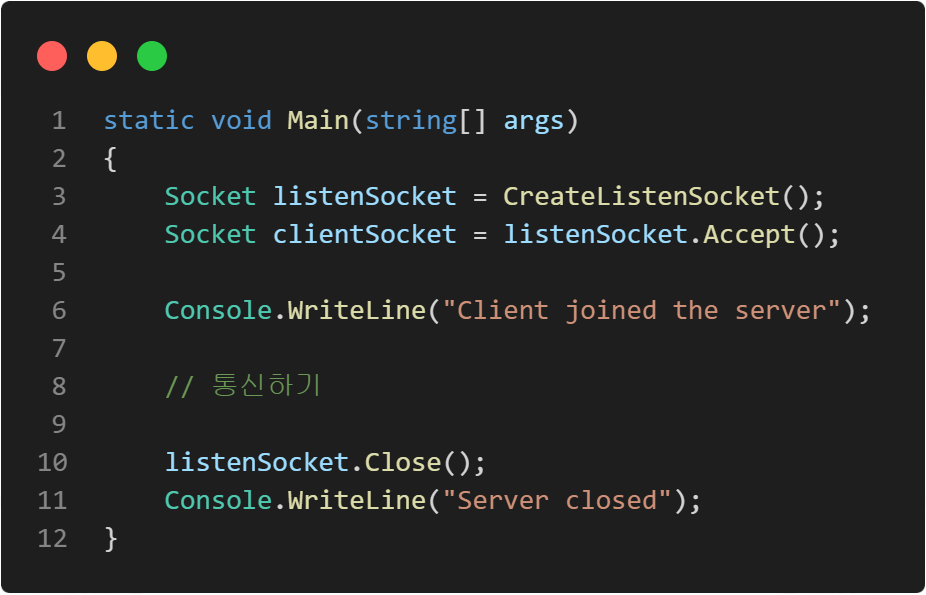 1 static void Main(string[] args)
2 {
3     Socket listenSocket = CreateListenSocket();
4     Socket clientSocket = listenSocket.Accept();
5
6     Console.WriteLine("Client joined the server");
7
8     // 통신하기
9
10     listenSocket.Close();
11     Console.WriteLine("Server closed");
12 }